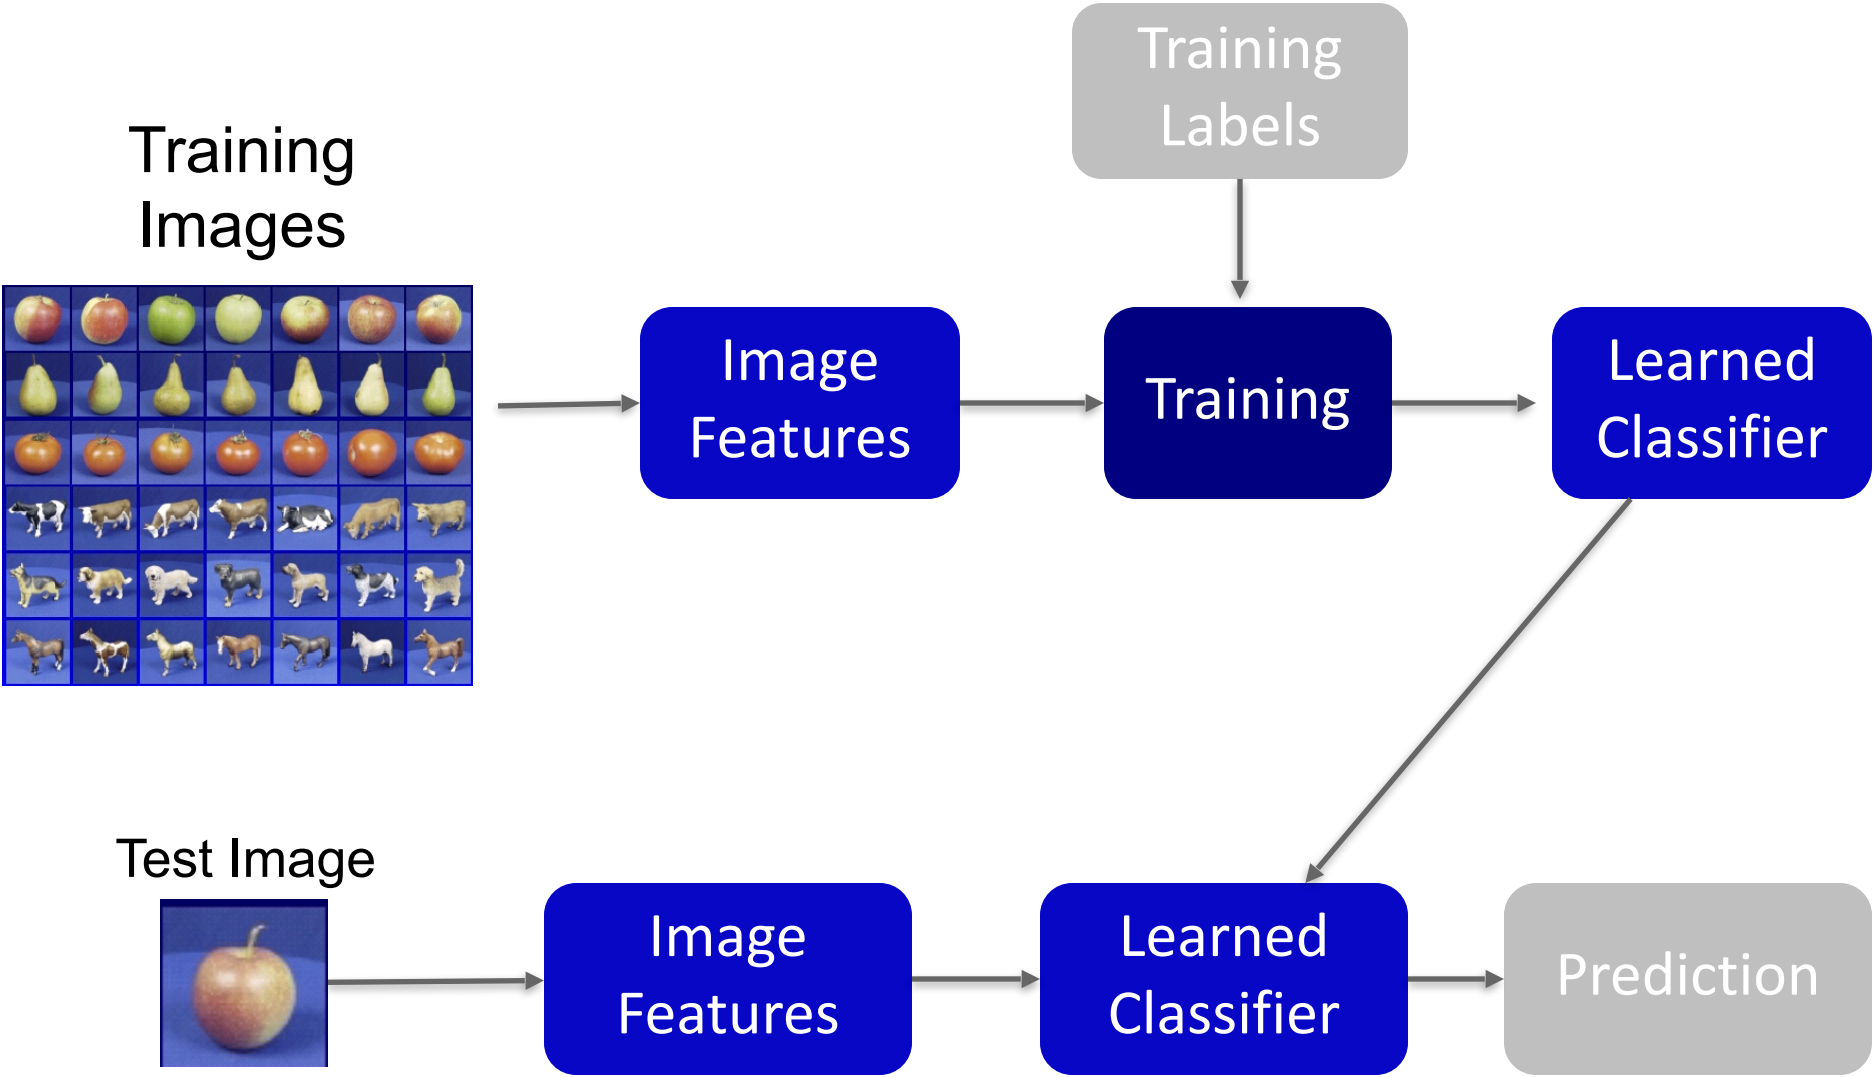 Training
Labels
Training
Images
Image
Features
Training
Learned
Classifier
Test Image
Image
Features
Learned
Classifier
Prediction